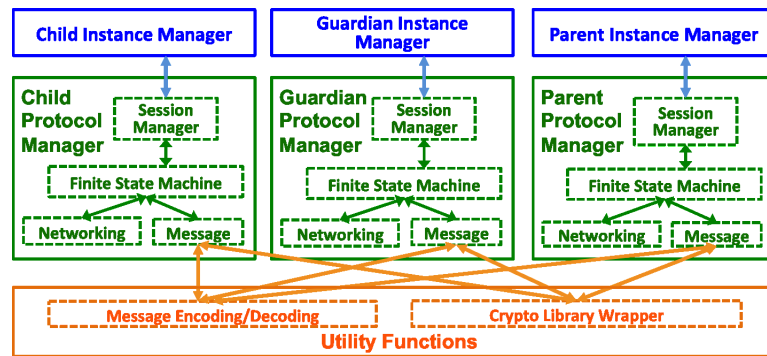 Child Instance Manager
Guardian Instance
Manager
Parent Instance Manager
Child
Protocol
Manager
Session
Manager
Finite State Machine
Networking
Message
Guardian
Protocol
Manager
Session
Manager
Finite State Machine
Networking
Message
Parent
Protocol
Manager
Session
Manager
Finite State Machine
Networking
Message
Message Encoding/Decoding
Crypto Library Wrapper
Utility Functions